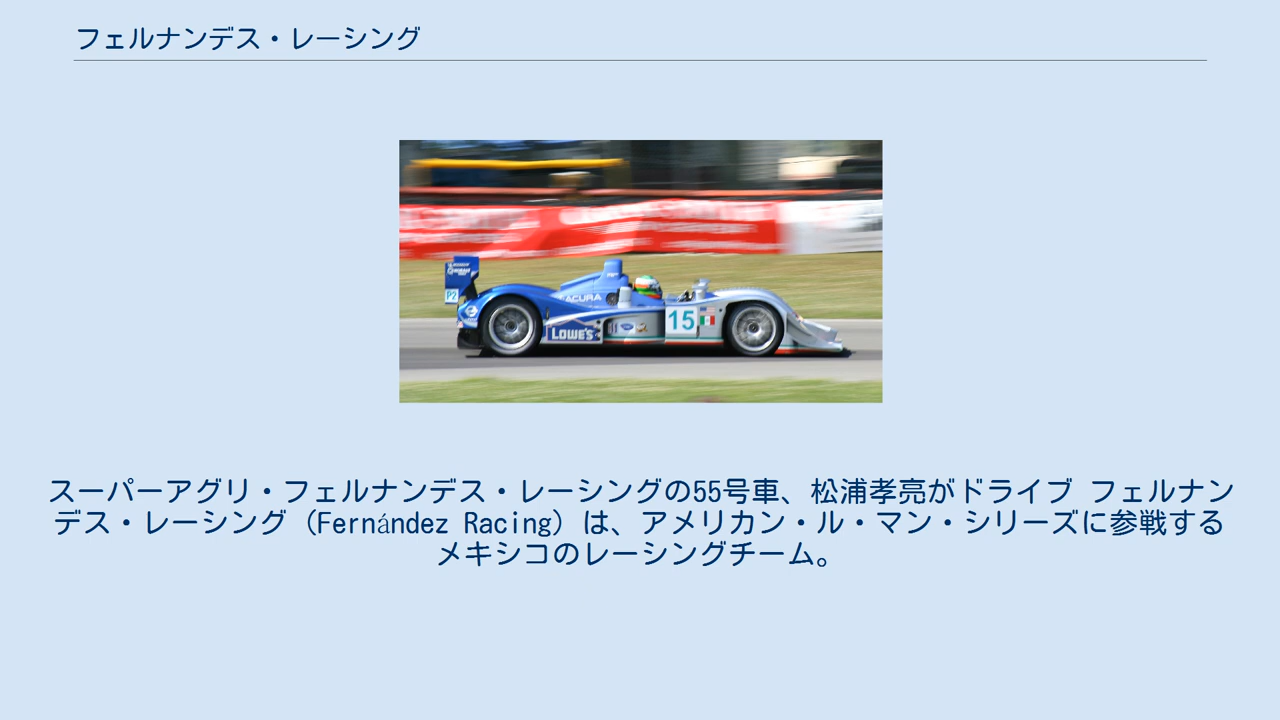 フェルナンデス・レーシング
P2
ACURA
LOWE'S
15
スーパーアグリ・フェルナンデス・レーシングの55号車、松浦孝亮がドライブ フェルナン
デス・レーシング (Fernández Racing) は、アメリカン・ル・マン・シリーズに参戦する
メキシコのレーシングチーム。